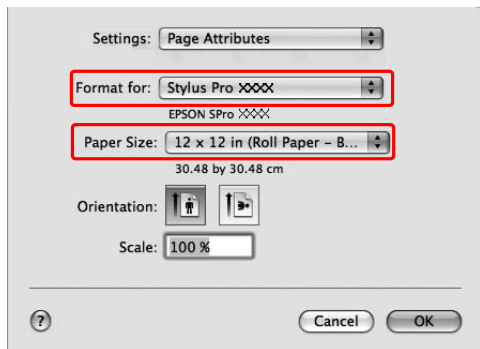 Settings: Page Attributes
Format for: Stylus Pro XXXX
EPSON SPro XXXX
Paper Size: 12 x 12 in (Roll Paper - B...
30.48 by 30.48 cm
Orientation:
Scale: 100 %
? Cancel OK